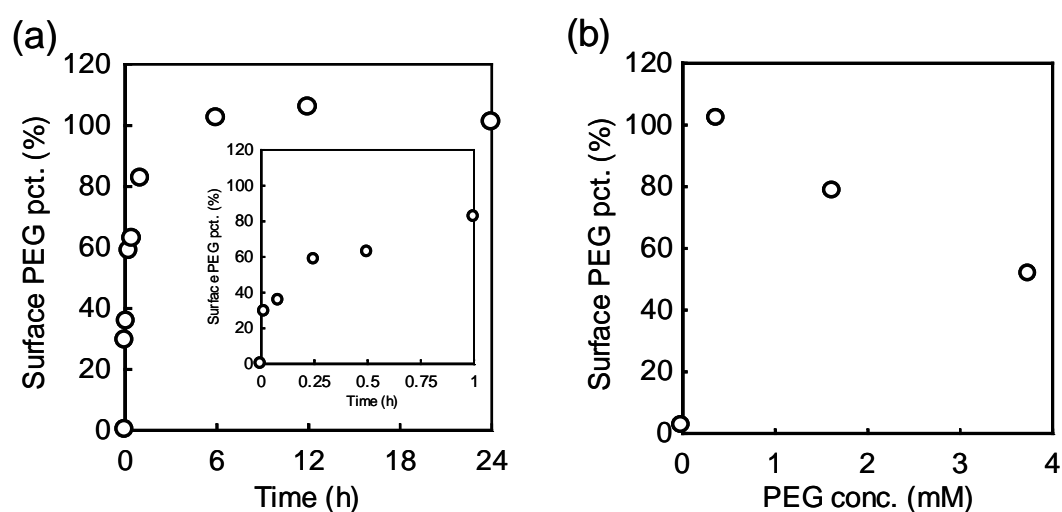 (a)
Surface PEG pct. (%)
120
100
80
60
40
20
0
0 6 12 18 24
Time (h)
Surfac e PEG pct. (%)
120
100
80
60
40
20
0
0 0.25 0.5 0.75 1
Time (h)
(b)
Surface PEG pct. (%)
120
100
80
60
40
20
0
0 1 2 3 4
PEG conc. (mM)